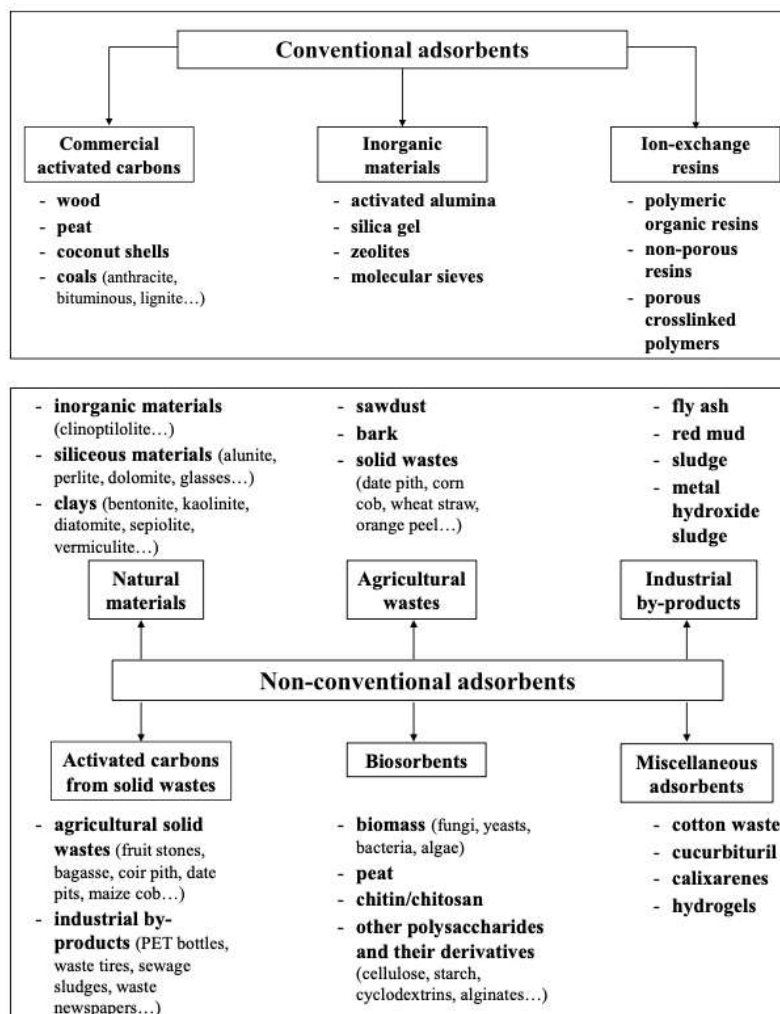 Conventional adsorbents
Commercial
activated carbons
- wood
- peat
- coconut shells
- coals (anthracite,
bituminous, lignite…)
Inorganic
materials
- activated alumina
- silica gel
- zeolites
- molecular sieves
Ion-exchange
resins
- polymeric
organic resins
- non-porous
resins
- porous
crosslinked
polymers
- inorganic materials
(clinoptilolite…)
- siliceous materials (alunite,
perlite, dolomite, glasses…)
- clays (bentonite, kaolinite,
diatomite, sepiolite,
vermiculite…)
Natural
materials
- sawdust
- bark
- solid wastes
(date pith, corn
cob, wheat straw,
orange peel…)
Agricultural
wastes
- fly ash
- red mud
- sludge
- metal
hydroxide
sludge
Industrial
by-products
Non-conventional adsorbents
Activated carbons
from solid wastes
- agricultural solid
wastes (fruit stones,
bagasse, coir pith, date
pits, maize cob…)
- industrial by-
products (PET bottles,
waste tires, sewage
sludges, waste
newspapers…)
Biosorbents
- biomass (fungi, yeasts,
bacteria, algae)
- peat
- chitin/chitosan
- other polysaccharides
and their derivatives
(cellulose, starch,
cyclodextrins, alginates…)
Miscellaneous
adsorbents
- cotton waste
- cucurbituril
- calixarenes
- hydrogels